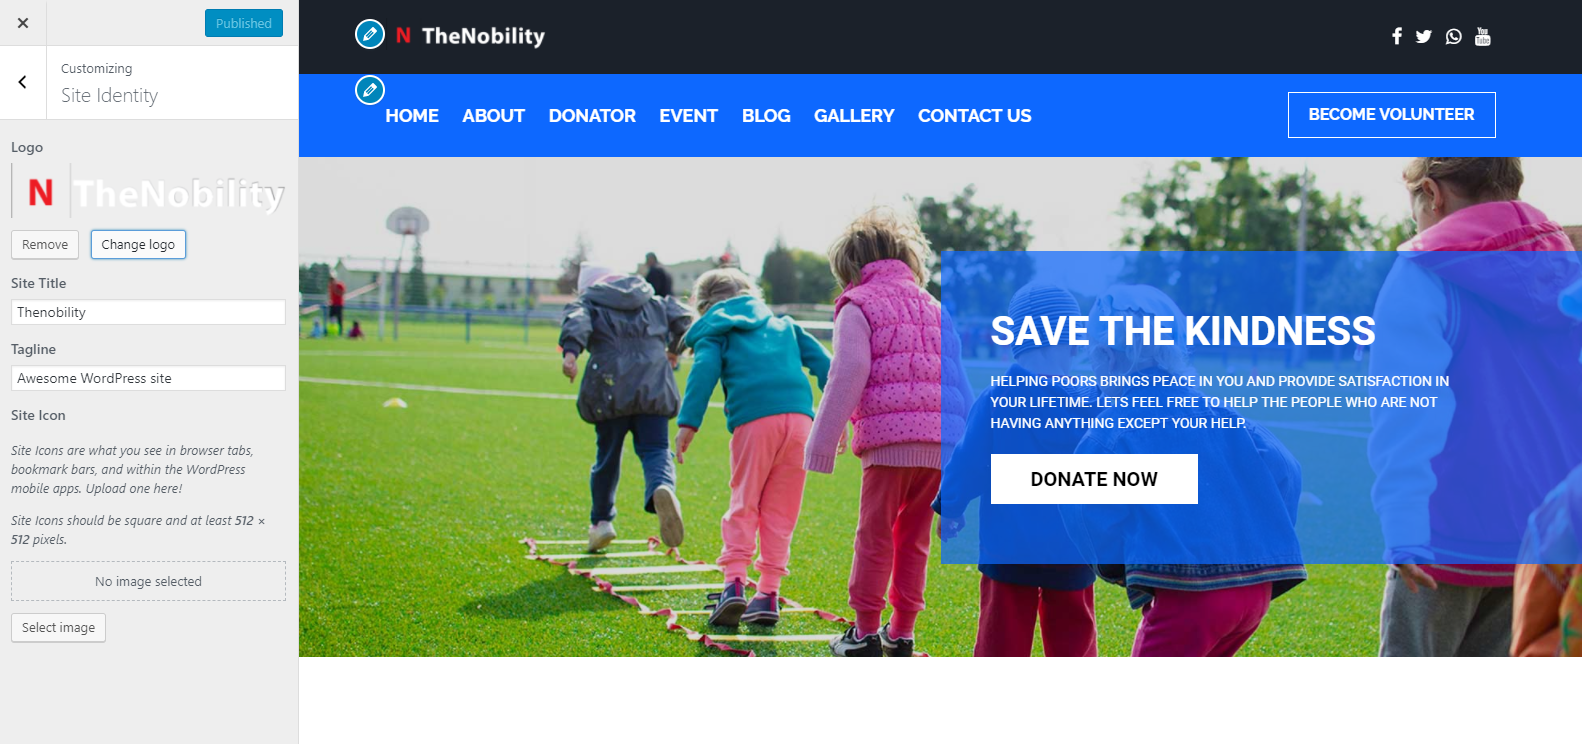 Published
Customizing
Site Identity
Logo
N TheNobility
Remove
Change logo
Site Title
Thenobility
Tagline
Awesome WordPress site
Site Icon
Site Icons are what you see in browser tabs,
bookmark bars, and within the WordPress
mobile apps. Upload one here!
Site Icons should be square and at least 512 ×
512 pixels.
No image selected
Select image
N TheNobility
You
Tube
HOME ABOUT DONATOR EVENT BLOG GALLERY CONTACT US
BECOME VOLUNTEER
SAVE THE KINDNESS
HELPING POORS BRINGS PEACE IN YOU AND PROVIDE SATISFACTION IN
YOUR LIFETIME. LETS FEEL FREE TO HELP THE PEOPLE WHO ARE NOT
HAVING ANYTHING EXCEPT YOUR HELP.
DONATE NOW